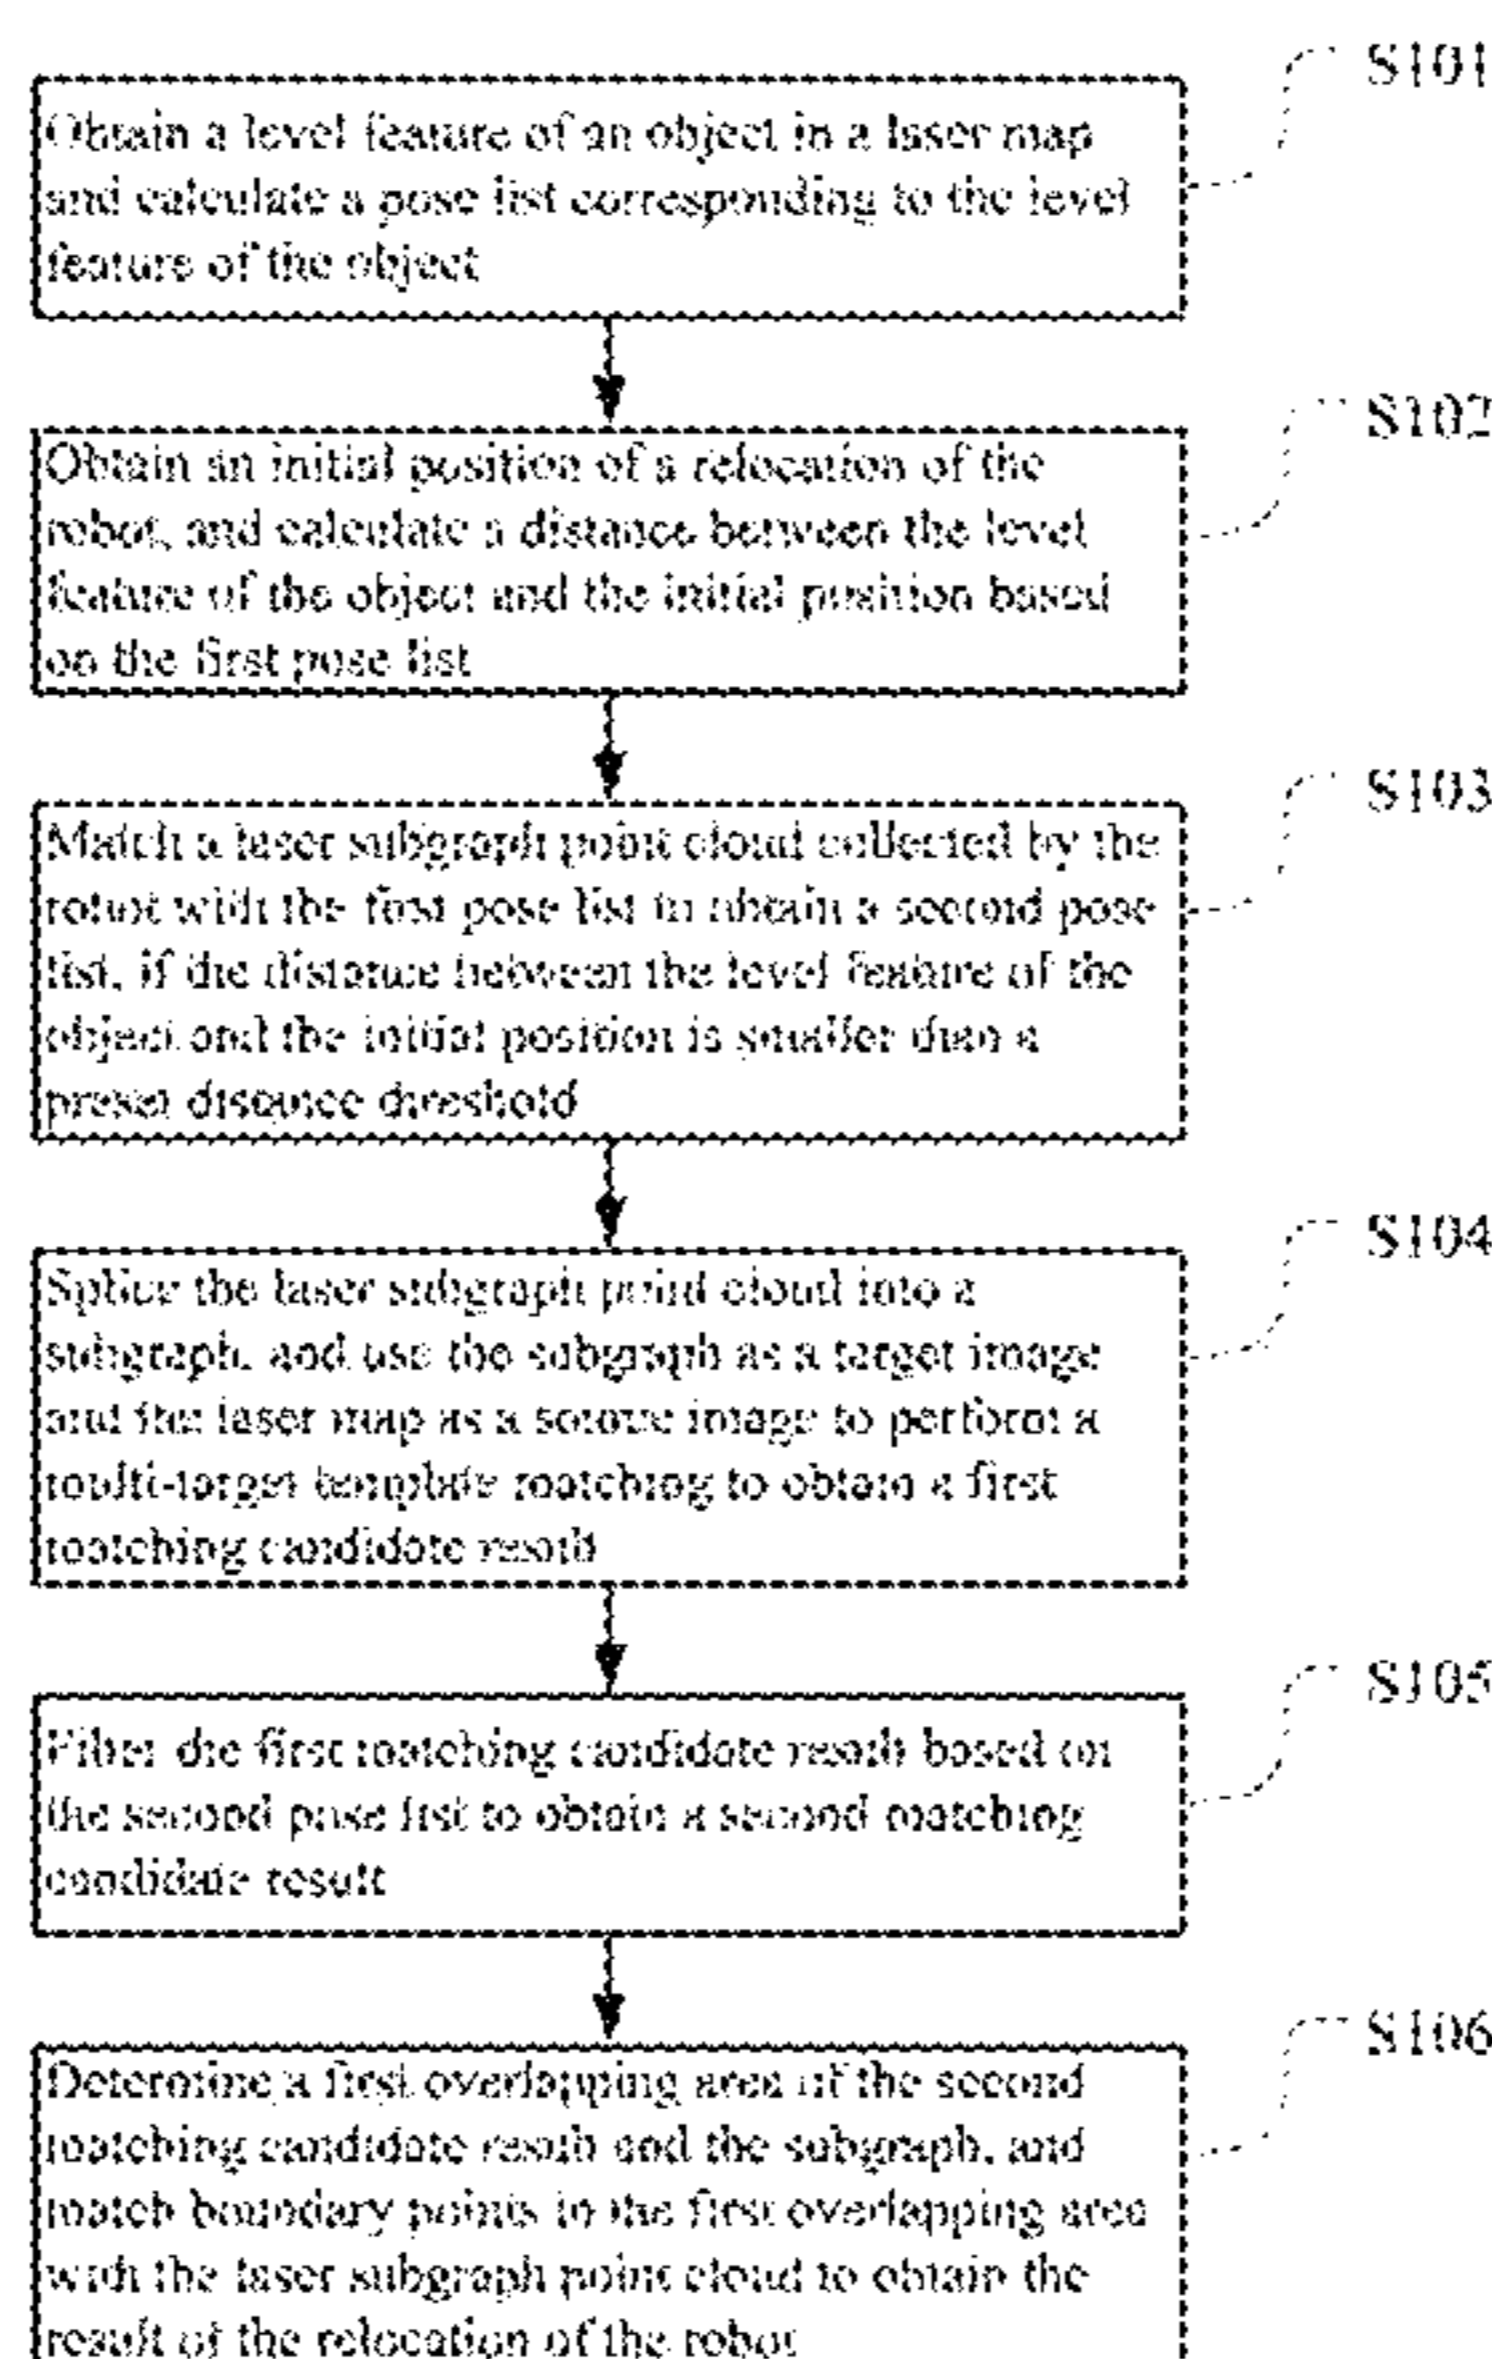 S101
Obtain a level feature of an object in a laser map
and calculate a pose list corresponding to the level
feature of the object
S102
Obtain an initial position of a relocation of the
robot, and calculate a distance between the level
feature of the object and the initial position based
on the first pose list
S103
Match a laser subgraph point cloud collected by the
robot with the first pose list to obtain a second pose
list, if the distance between the level feature of the
object and the initial position is smaller than a
preset distance threshold
S104
Splice the laser subgraph point cloud into a
subgraph, and use the subgraph as a target image
and the laser map as a source image to perform a
multi-target template matching to obtain a first
matching candidate result
S105
Filter the first matching candidate result based on
the second pose list to obtain a second matching
candidate result
S106
Determine a first overlapping area of the second
matching candidate result and the subgraph, and
match boundary points in the first overlapping area
with the laser subgraph point cloud to obtain the
result of the relocation of the robot